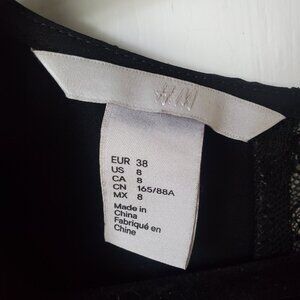 H&M
EUR 38
US 8
CA 8
CN 165/88A
MX 8
Made in
China
Fabriqué en
Chine